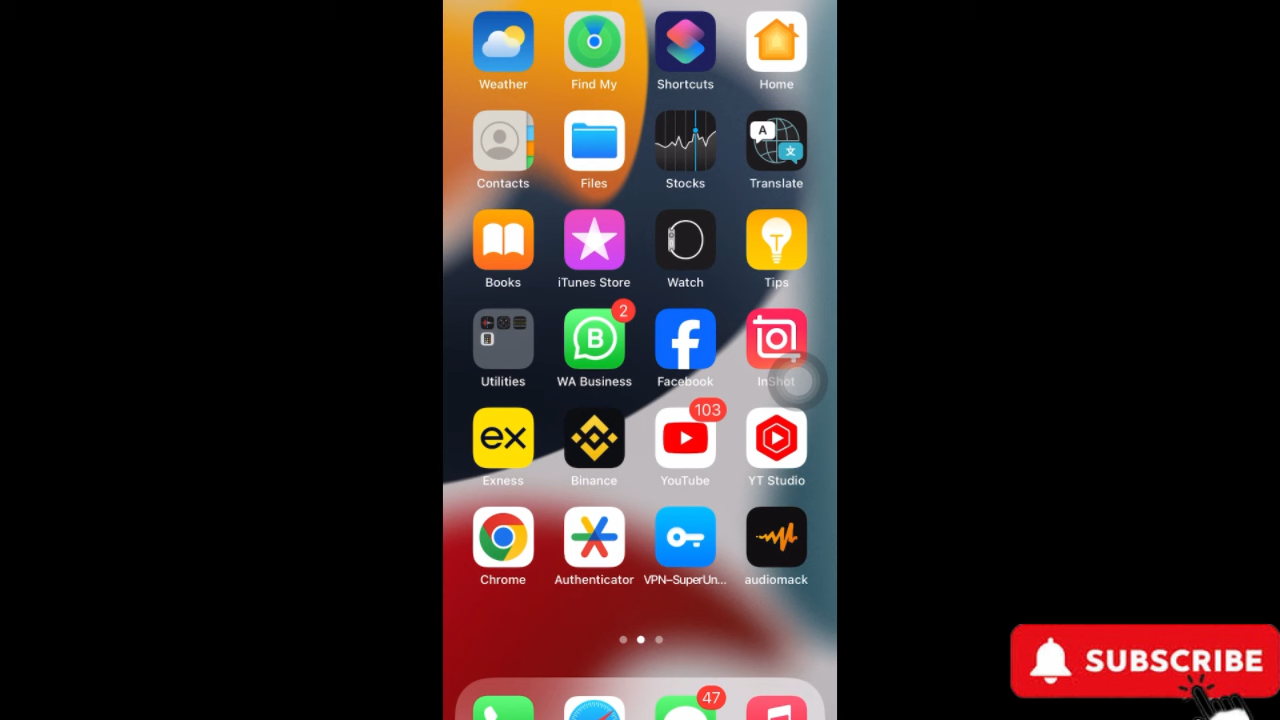 Weather Find My Shortcuts Home
A
文
Contacts Files Stocks Translate
T
Books iTunes Store Watch Tips
2
B
Utilities WA Business Facebook InShot
103
ex
Exness Binance YouTube YT Studio
Chrome Authenticator VPN-SuperUn... audiomack
SUBSCRIBE
47